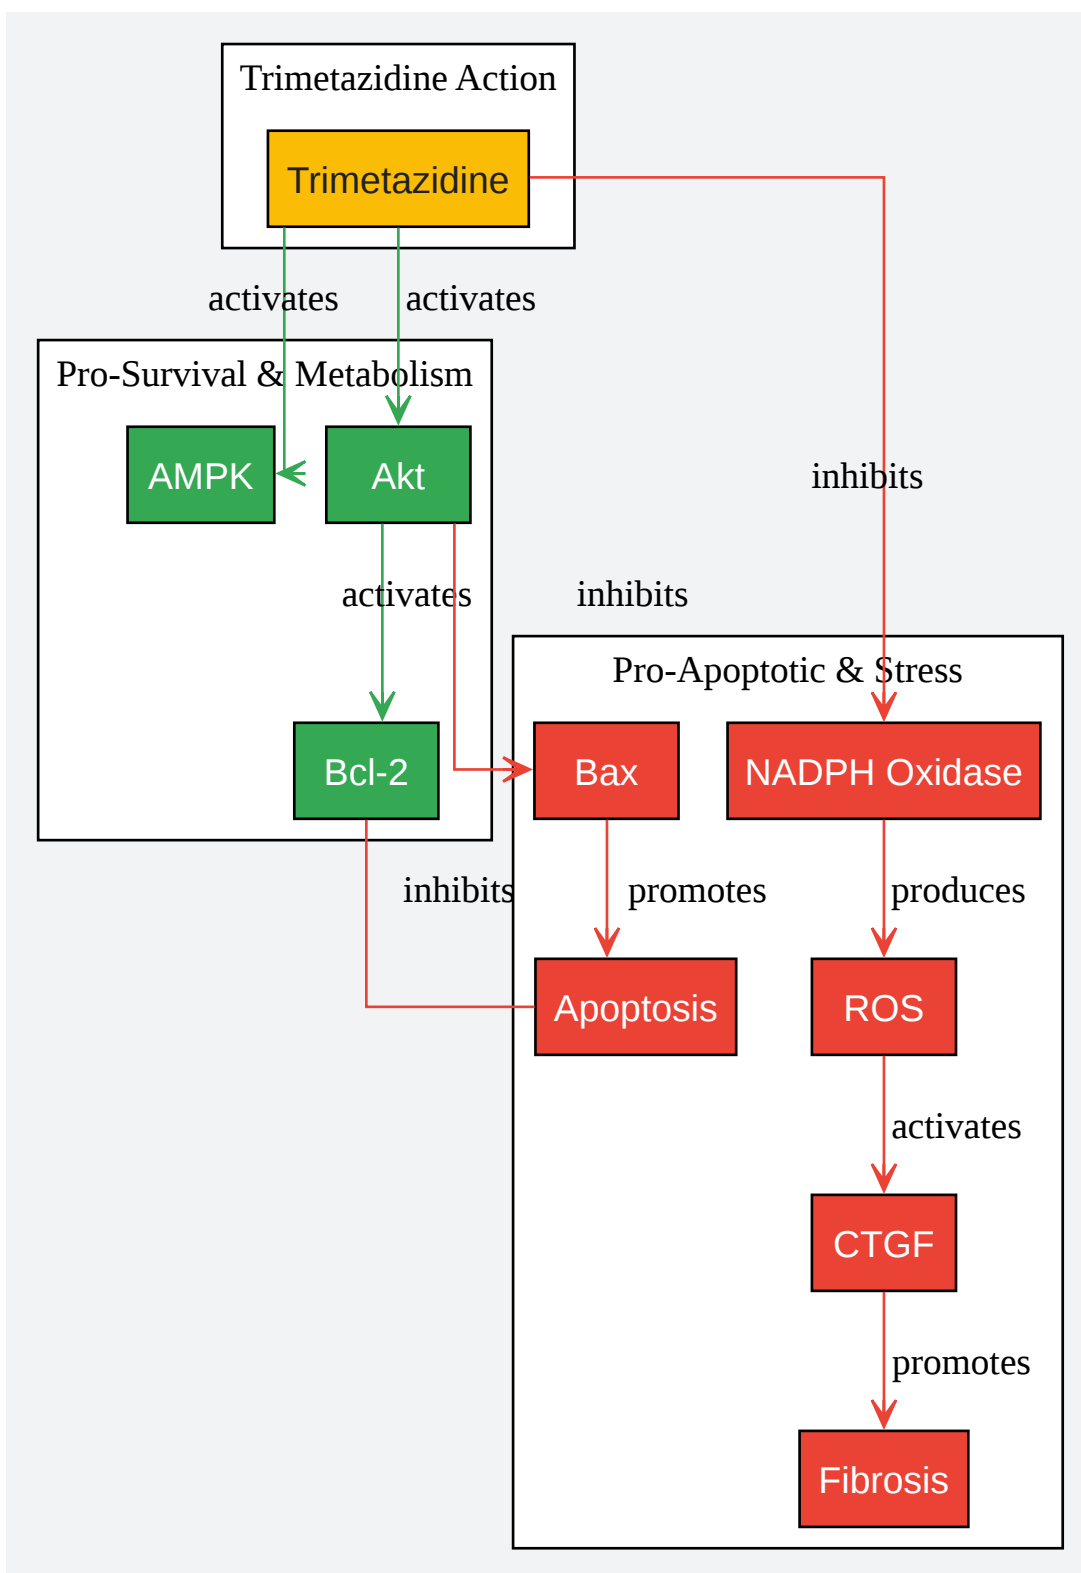 Trimetazidine Action
Trimetazidine
activates
activates
Pro-Survival & Metabolism
AMPK
Akt
inhibits
activates
inhibits
Pro-Apoptotic & Stress
Bcl-2
Bax
NADPH Oxidase
inhibits
promotes
produces
Apoptosis
ROS
activates
CTGF
promotes
Fibrosis